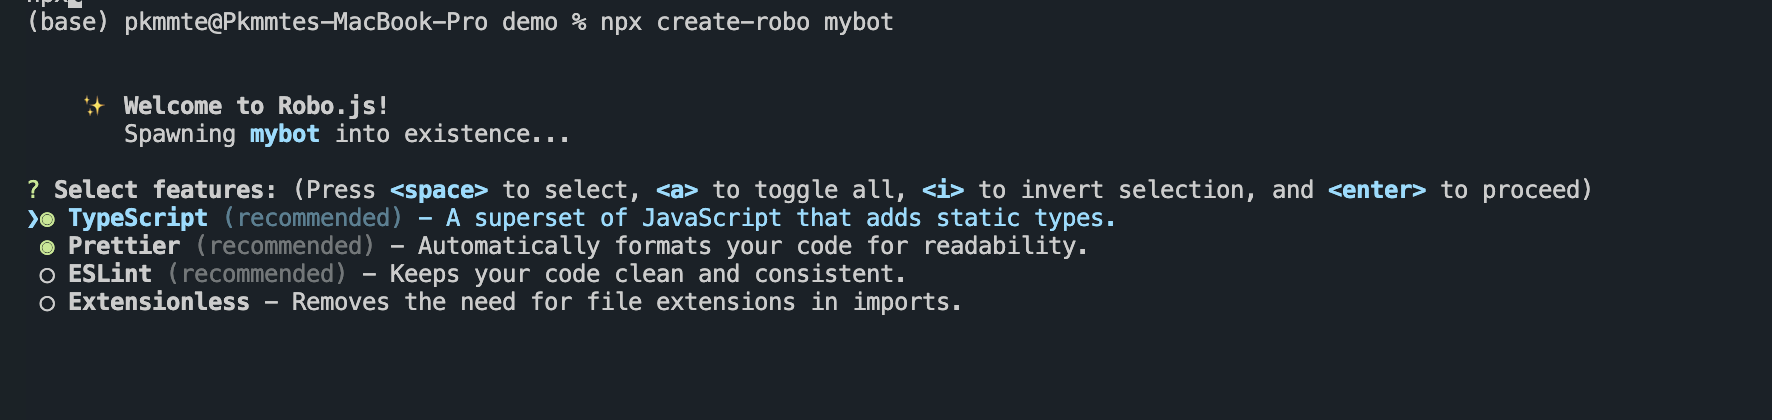 npx
(base) pkmmte@Pkmmtes-MacBook-Pro demo % npx create-robo mybot
✨ Welcome to Robo.js!
Spawning mybot into existence...
? Select features: (Press <space> to select, <a> to toggle all, <i> to invert selection, and <enter> to proceed)
❯◉ TypeScript (recommended) - A superset of JavaScript that adds static types.
◉ Prettier (recommended) - Automatically formats your code for readability.
○ ESLint (recommended) - Keeps your code clean and consistent.
○ Extensionless - Removes the need for file extensions in imports.